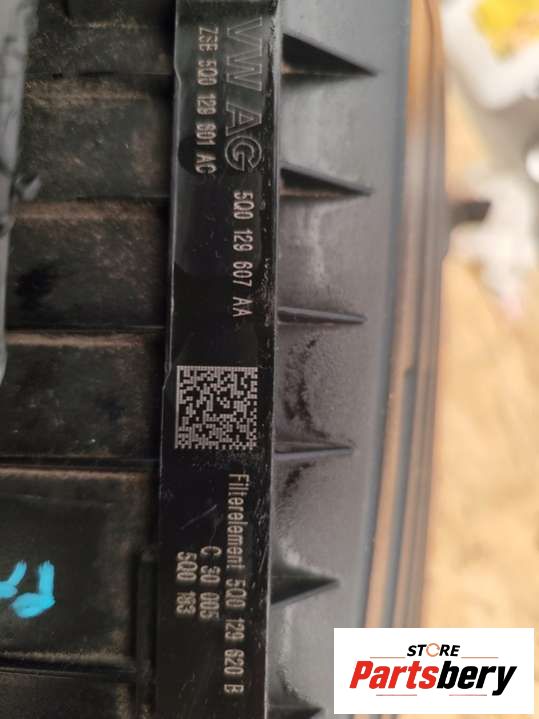 VW AG
ZSB 5Q0 129 601 AC
5Q0 129 607 AA
Filterelement 5Q0 129 620 B
C 30 005
5Q0 183
STORE
Partsbery